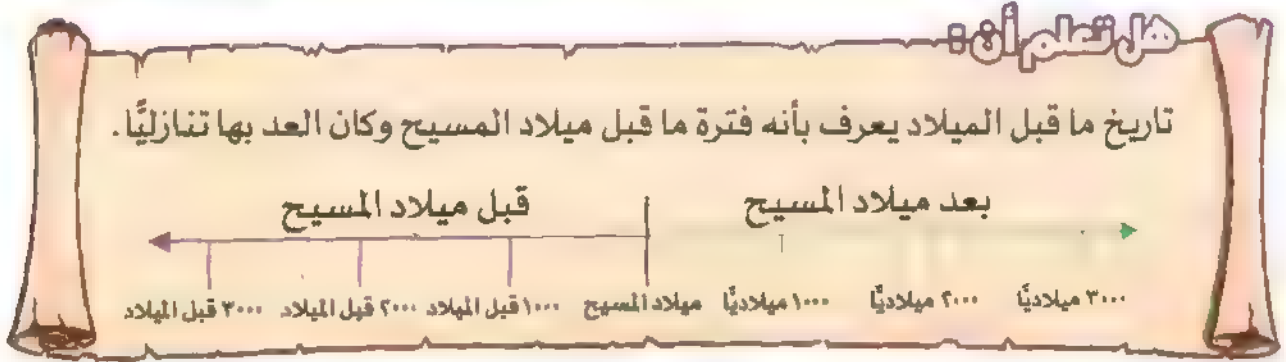 هل تعلم أن:
تاريخ ما قبل الميلاد يعرف بأنه فترة ما قبل ميلاد المسيح وكان العد بها تنازليًّا.
بعد ميلاد المسيح قبل ميلاد المسيح
٣٠٠٠ ميلاديًّا ٢٠٠٠ ميلاديًّا ١٠٠٠ ميلاديًّا ميلاد المسيح ١٠٠٠ قبل الميلاد ٢٠٠٠ قبل الميلاد ٣٠٠٠ قبل الميلاد